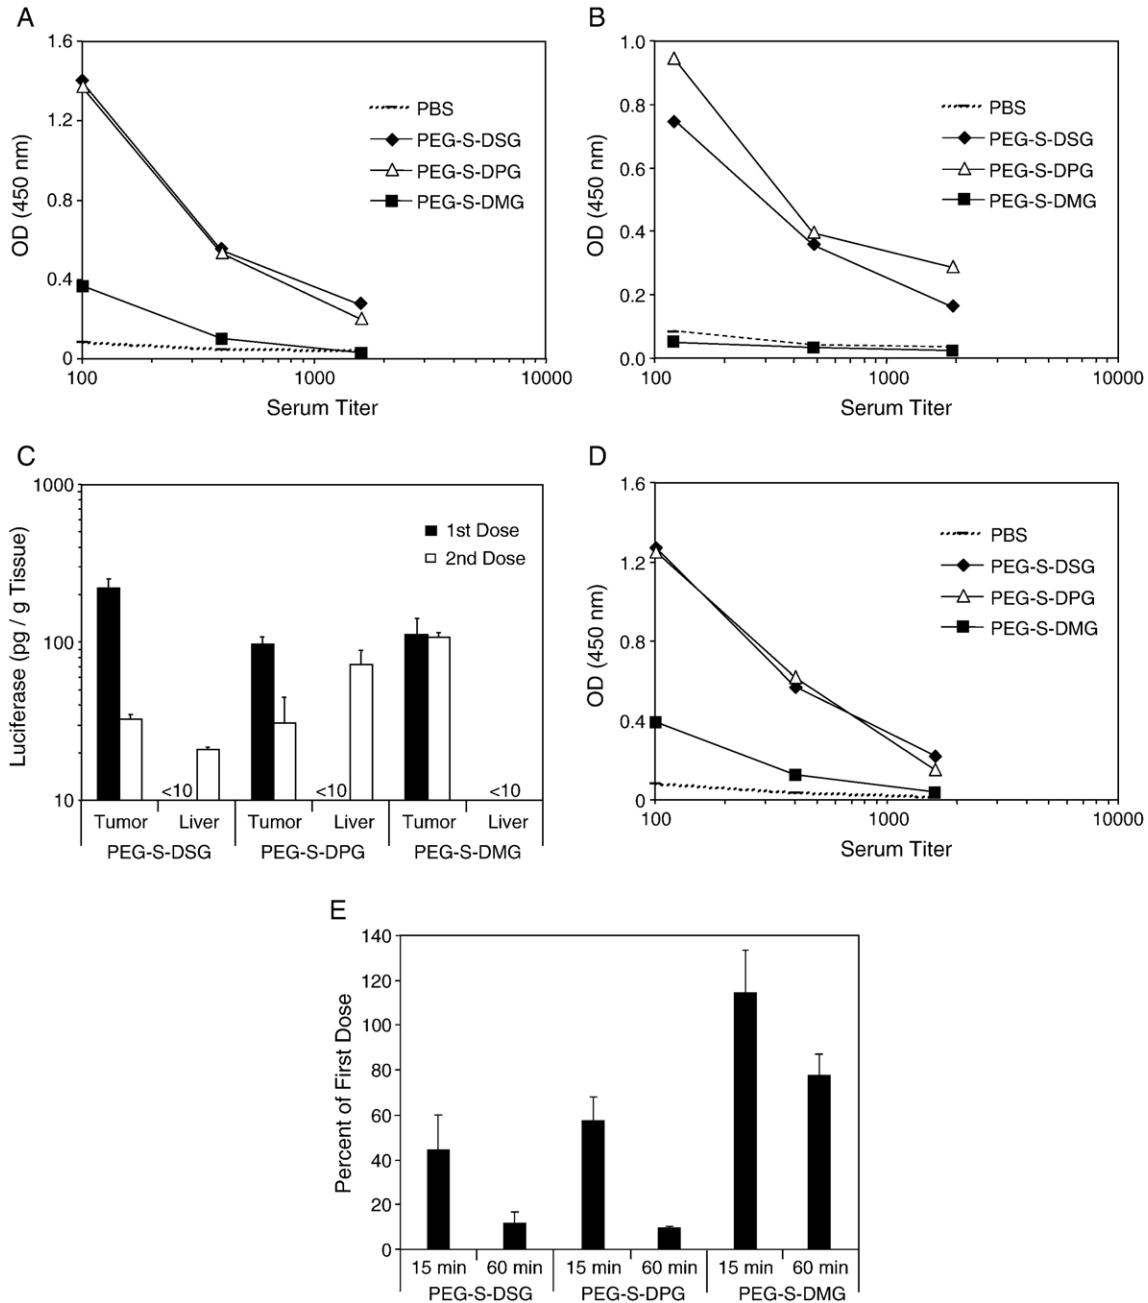 A
OD (450 nm)
1.6
1.2
0.8
0.4
0
100
1000
10000
Serum Titer
PBS
PEG-S-DSG
PEG-S-DPG
PEG-S-DMG
B
OD (450 nm)
1.0
0.8
0.6
0.4
0.2
0.0
100
1000
10000
Serum Titer
PBS
PEG-S-DSG
PEG-S-DPG
PEG-S-DMG
C
Luciferase (pg / g Tissue)
1000
100
10
1st Dose
2nd Dose
<10
<10
<10
Tumor Liver Tumor Liver Tumor Liver
PEG-S-DSG PEG-S-DPG PEG-S-DMG
D
OD (450 nm)
1.6
1.2
0.8
0.4
0
100
1000
10000
Serum Titer
PBS
PEG-S-DSG
PEG-S-DPG
PEG-S-DMG
E
Percent of First Dose
140
120
100
80
60
40
20
0
15 min 60 min 15 min 60 min 15 min 60 min
PEG-S-DSG PEG-S-DPG PEG-S-DMG